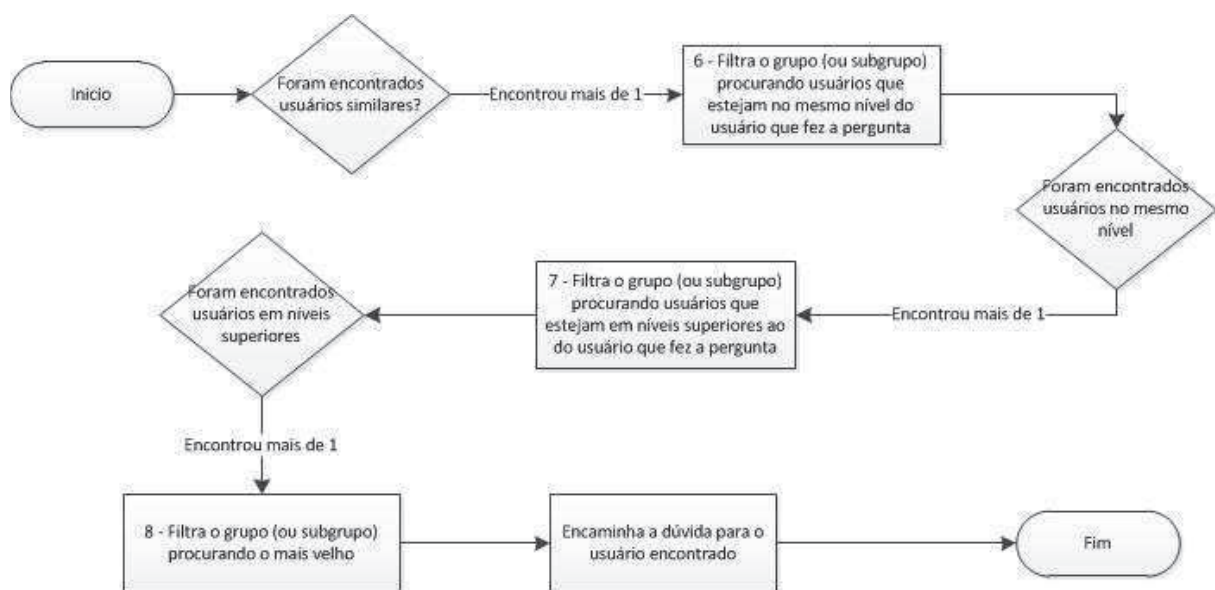 Inicio
Foram encontrados
usuários similares?
Encontrou mais de 1
6 - Filtra o grupo (ou subgrupo)
procurando usuários que
estejam no mesmo nível do
usuário que fez a pergunta
Foram encontrados
usuários no mesmo
nível
Encontrou mais de 1
7 - Filtra o grupo (ou subgrupo)
procurando usuários que
estejam em níveis superiores ao
do usuário que fez a pergunta
Foram encontrados
usuários em níveis
superiores
Encontrou mais de 1
8 - Filtra o grupo (ou subgrupo)
procurando o mais velho
Encaminha a dúvida para o
usuário encontrado
Fim